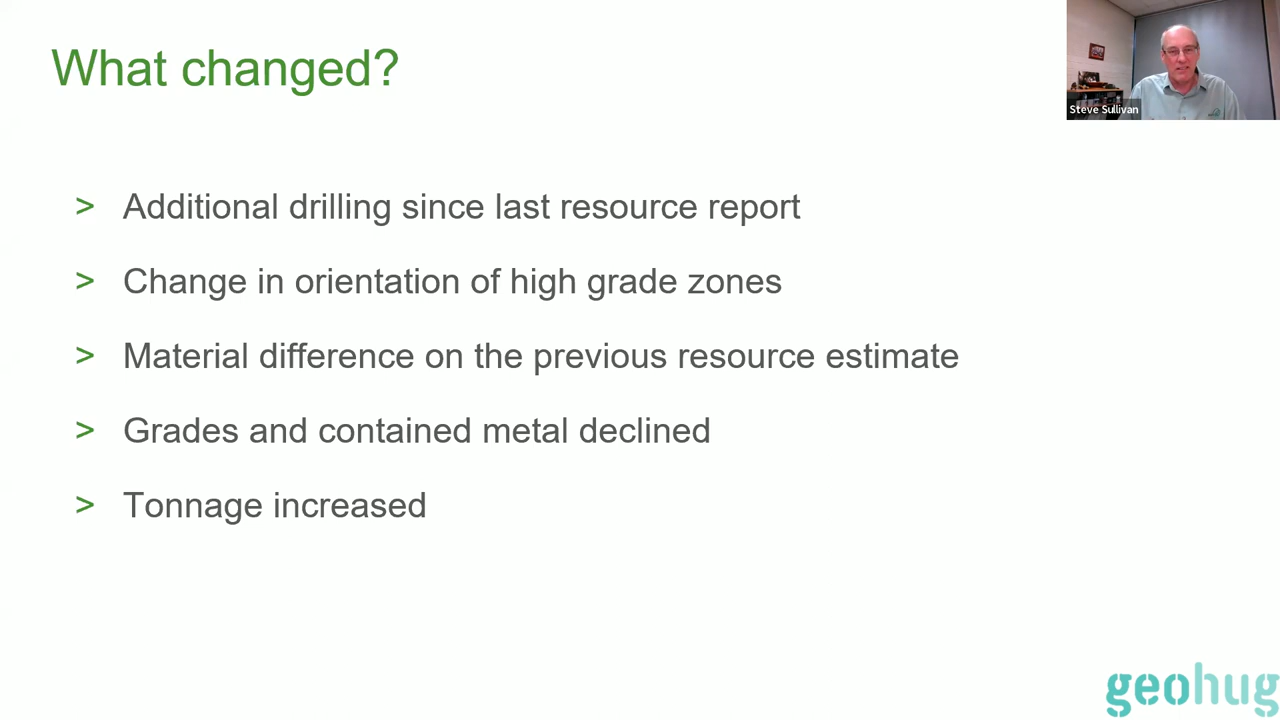 What changed?
Steve Sullivan
> Additional drilling since last resource report
> Change in orientation of high grade zones
> Material difference on the previous resource estimate
> Grades and contained metal declined
> Tonnage increased
geohug